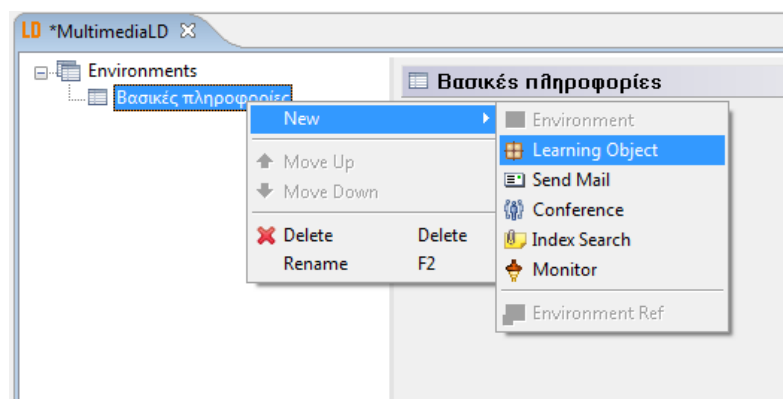 LD *MultimediaLD
Environments
Βασικές πληροφορίες
Βασικές πληροφορίες
New
Move Up
Move Down
Delete Delete
Rename F2
Environment
Learning Object
Send Mail
Conference
Index Search
Monitor
Environment Ref